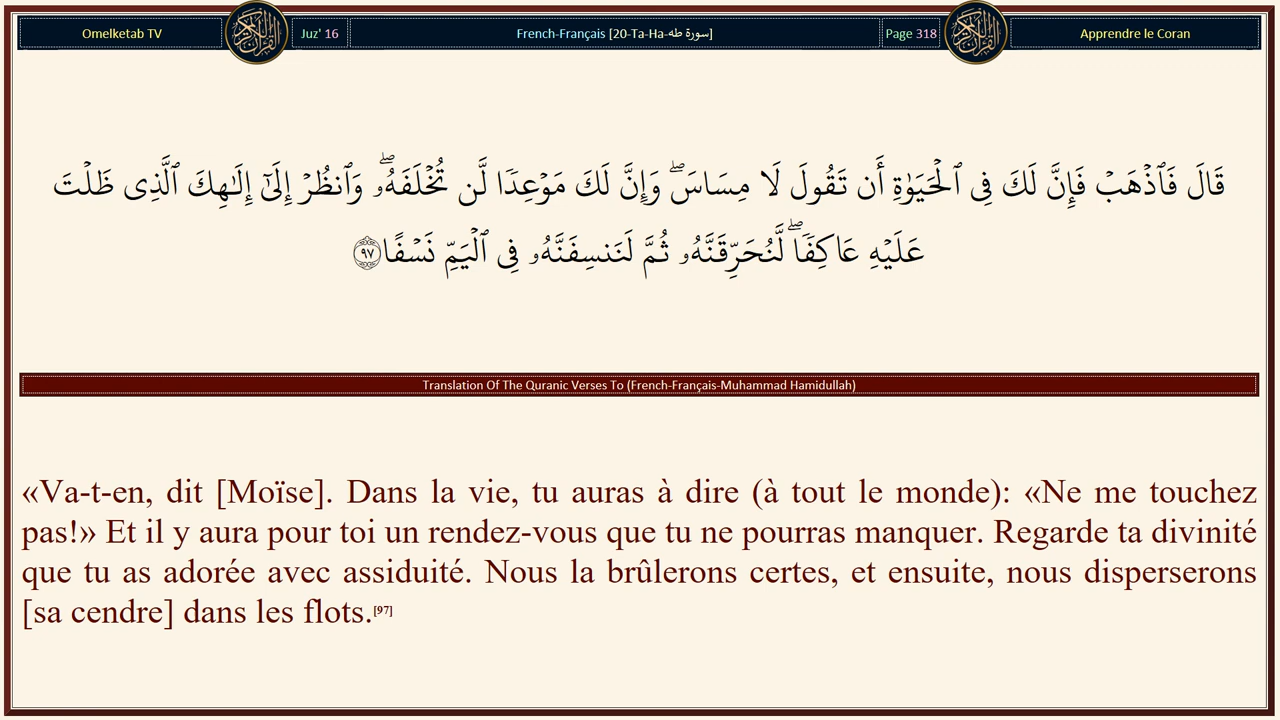 Omelketab TV
Juz' 16
French-Français [20-Ta-Ha-سورة طه]
Page 318
Apprendre le Coran
قَالَ فَٱذۡهَبۡ فَإِنَّ لَكَ فِی ٱلۡحَیَوٰةِ أَن تَقُولَ لَا مِسَاسَۖ وَإِنَّ لَكَ مَوۡعِدࣰا لَّن تُخۡلَفَهُۥۖ وَٱنظُرۡ إِلَىٰۤ إِلَـٰهِكَ ٱلَّذِی ظَلۡتَ
عَلَیۡهِ عَاكِفࣰاۖ لَّنُحَرِّقَنَّهُۥ ثُمَّ لَنَنسِفَنَّهُۥ فِی ٱلۡیَمِّ نَسۡفًا ٩٧
Translation Of The Quranic Verses To (French-Français-Muhammad Hamidullah)
«Va-t-en, dit [Moïse]. Dans la vie, tu auras à dire (à tout le monde): «Ne me touchez
pas!» Et il y aura pour toi un rendez-vous que tu ne pourras manquer. Regarde ta divinité
que tu as adorée avec assiduité. Nous la brûlerons certes, et ensuite, nous disperserons
[sa cendre] dans les flots.[97]